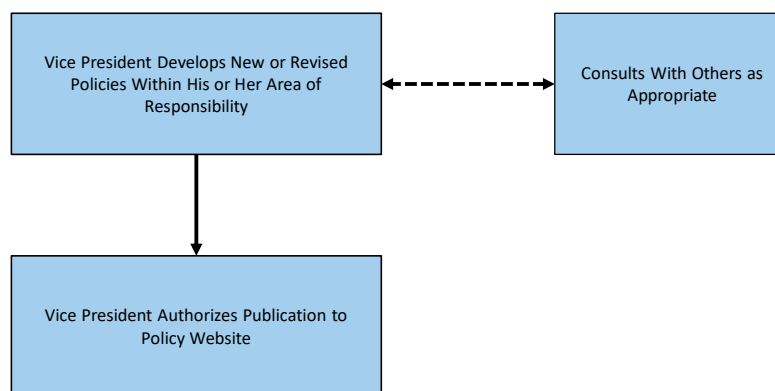 Vice President Develops New or Revised
Policies Within His or Her Area of
Responsibility
Consults With Others as
Appropriate
Vice President Authorizes Publication to
Policy Website